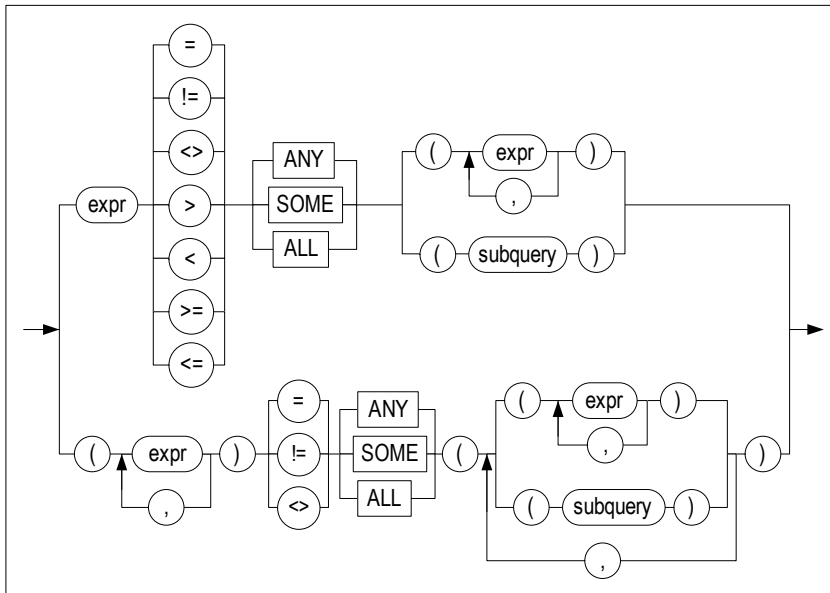 =
!=
<>
expr > ANY SOME ALL ( expr , )
<
>=
<=
( subquery )
( expr , ) = != <> ANY SOME ALL ( ( expr , ) )
( subquery )
,